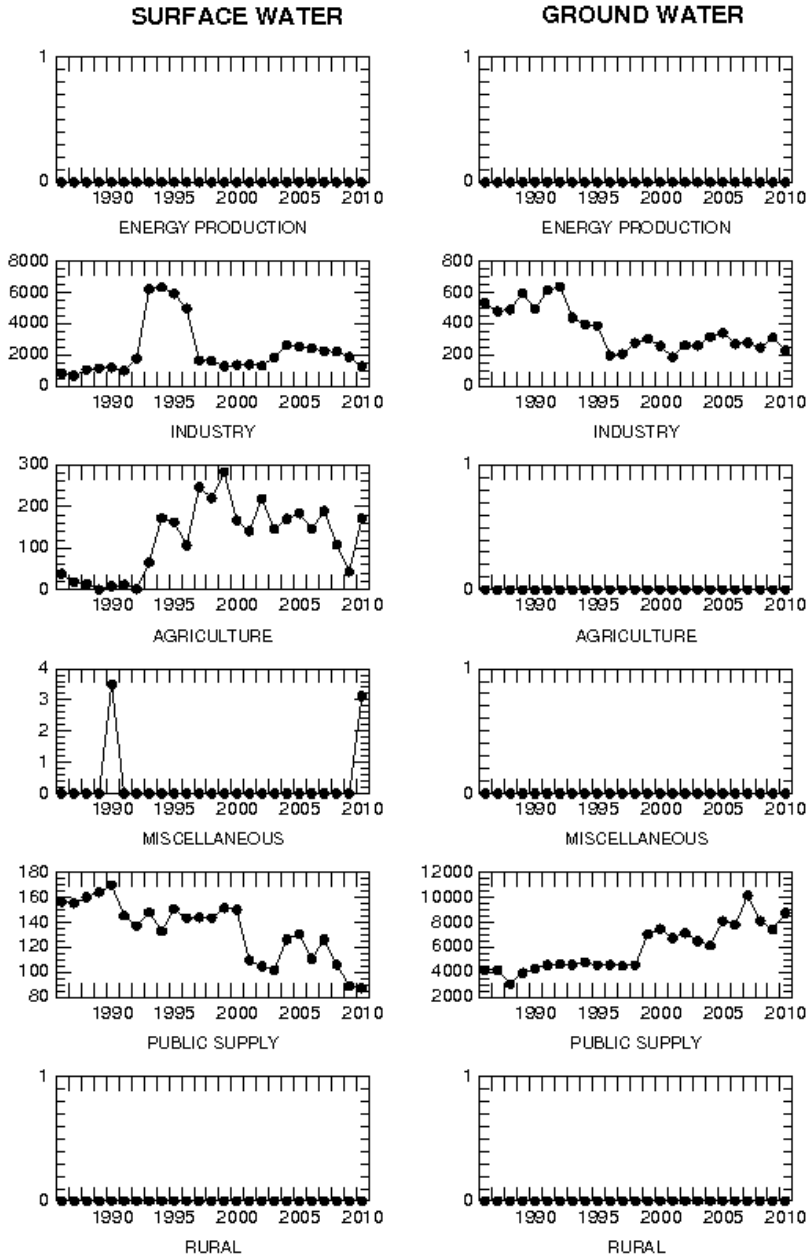 SURFACE WATER GROUND WATER
1 1
0 0
1990 1995 2000 2005 2010 1990 1995 2000 2005 2010
ENERGY PRODUCTION ENERGY PRODUCTION
8000 800
6000 600
4000 400
2000 200
0 0
1990 1995 2000 2005 2010 1990 1995 2000 2005 2010
INDUSTRY INDUSTRY
300 1
200
100
0 0
1990 1995 2000 2005 2010 1990 1995 2000 2005 2010
AGRICULTURE AGRICULTURE
4 1
3
2
1
0 0
1990 1995 2000 2005 2010 1990 1995 2000 2005 2010
MISCELLANEOUS MISCELLANEOUS
180 12000
160 10000
140 8000
120 6000
100 4000
80 2000
1990 1995 2000 2005 2010 1990 1995 2000 2005 2010
PUBLIC SUPPLY PUBLIC SUPPLY
1 1
0 0
1990 1995 2000 2005 2010 1990 1995 2000 2005 2010
RURAL RURAL